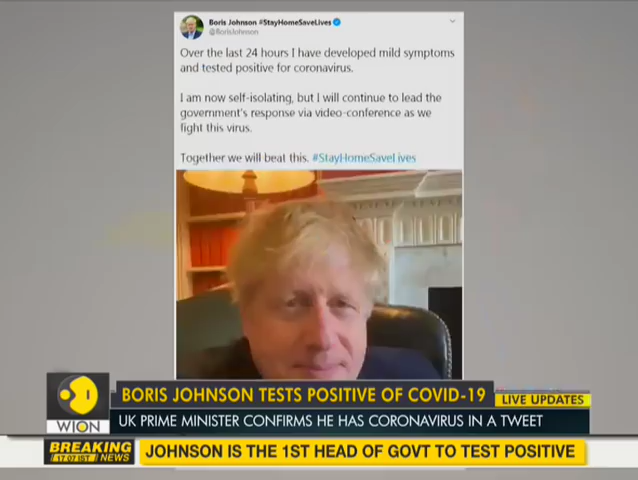 Boris Johnson #StayHomeSaveLives
@BorisJohnson
Over the last 24 hours I have developed mild symptoms
and tested positive for coronavirus.
I am now self-isolating, but I will continue to lead the
government's response via video-conference as we
fight this virus.
Together we will beat this. #StayHomeSaveLives
BORIS JOHNSON TESTS POSITIVE OF COVID-19
LIVE UPDATES
WION
UK PRIME MINISTER CONFIRMS HE HAS CORONAVIRUS IN A TWEET
BREAKING
17 07 IST NEWS
JOHNSON IS THE 1ST HEAD OF GOVT TO TEST POSITIVE